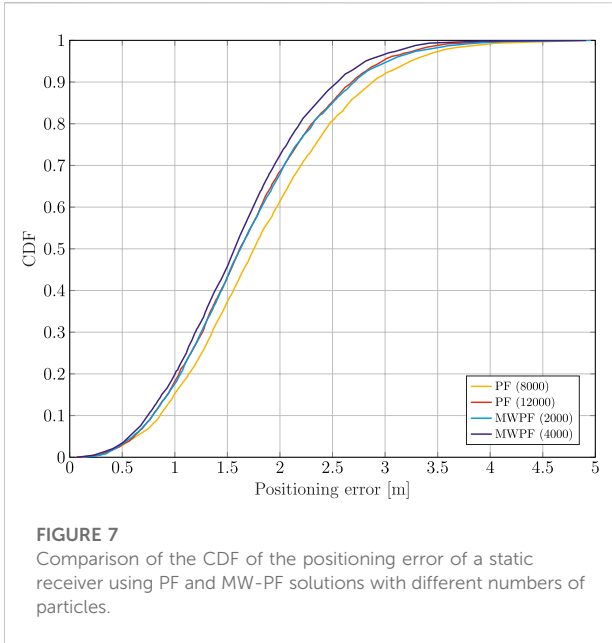 1
0.9
0.8
0.7
0.6
0.5
0.4
0.3
0.2
0.1
0
CDF
0.5
1
1.5
2
2.5
3
3.5
4
4.5
5
Positioning error [m]
PF (8000)
PF (12000)
MWPF (2000)
MWPF (4000)
FIGURE 7
Comparison of the CDF of the positioning error of a static
receiver using PF and MW-PF solutions with different numbers of
particles.